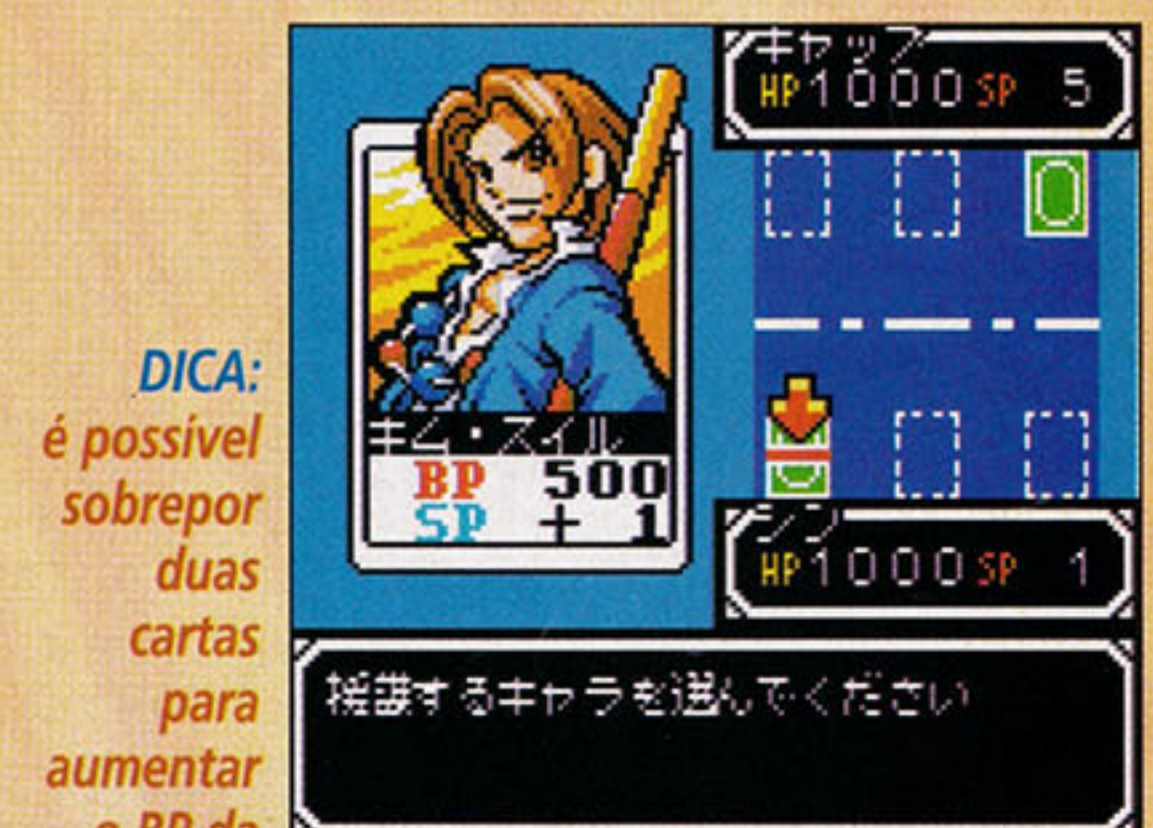 DICA:
é possível
sobrepor
duas
cartas
para
aumentar
o BP da
キャップ
HP1000 SP 5
キム・スイル
BP 500
SP + 1
シン
HP1000 SP 1
援護するキャラを選んでください